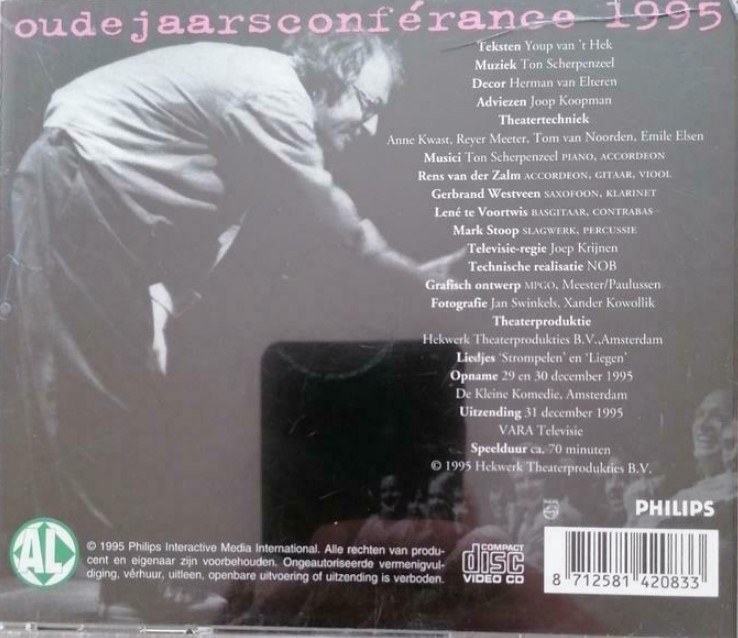 oudejaarsconférance 1995
Teksten Youp van 't Hek
Muziek Ton Scherpenzeel
Decor Herman van Elteren
Adviezen Joop Koopman
Theatertechniek
Anne Kwast, Reyer Meeter, Tom van Noorden, Emile Elsen
Musici Ton Scherpenzeel PIANO, ACCORDEON
Rens van der Zalm ACCORDEON, GITAAR, VIOOL
Gerbrand Westveen SAXOFOON, KLARINET
Lené te Voortwis BASGITAAR, CONTRABAS
Mark Stoop SLAGWERK, PERCUSSIE
Televisie-regie Joep Krijnen
Technische realisatie NOB
Grafisch ontwerp MPGO, Meester/Paulussen
Fotografie Jan Swinkels, Xander Kowollik
Theaterproduktie
Hekwerk Theaterprodukties B.V.,Amsterdam
Liedjes 'Strompelen' en 'Liegen'
Opname 29 en 30 december 1995
De Kleine Komedie, Amsterdam
Uitzending 31 december 1995
VARA Televisie
Speelduur ca. 70 minuten
© 1995 Hekwerk Theaterprodukties B.V.
PHILIPS
AL
© 1995 Philips Interactive Media International. Alle rechten van produ-
cent en eigenaar zijn voorbehouden. Ongeautoriseerde vermenigvul-
diging, verhuur, uitleen, openbare uitvoering of uitzending is verboden.
COMPACT
disc
VIDEO CD
8 712581 420833